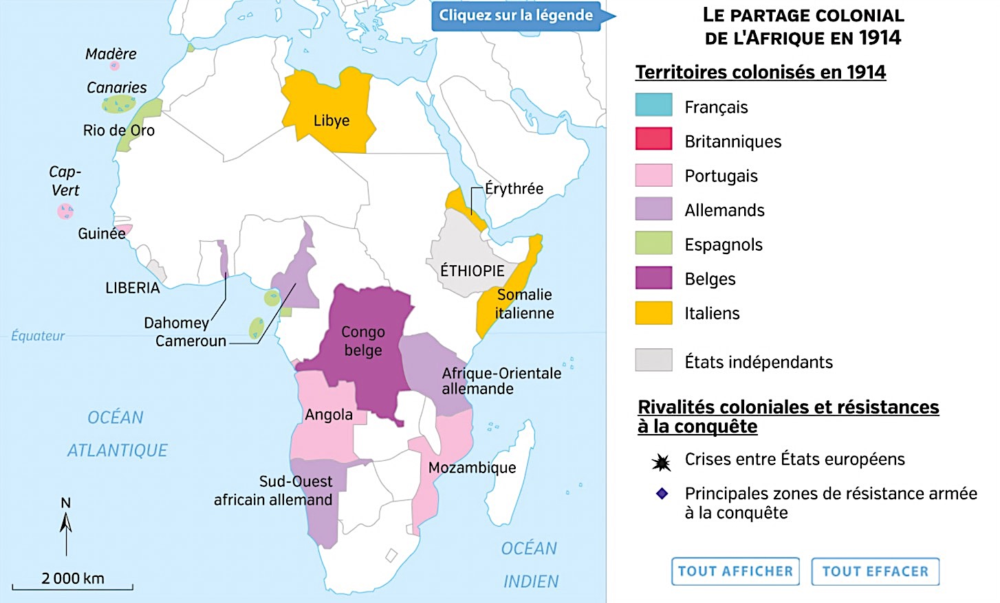 Cliquez sur la légende
LE PARTAGE COLONIAL
DE L'AFRIQUE EN 1914
Territoires colonisés en 1914
Français
Britanniques
Portugais
Allemands
Espagnols
Belges
Italiens
États indépendants
Rivalités coloniales et résistances
à la conquête
Crises entre États européens
Principales zones de résistance armée
à la conquête
TOUT AFFICHER
TOUT EFFACER
Madère
Canaries
Rio de Oro
Libye
Cap-
Vert
Érythrée
Guinée
ÉTHIOPIE
LIBERIA
Somalie
italienne
Dahomey
Cameroun
Équateur
Congo
belge
Afrique-Orientale
allemande
Angola
OCÉAN
ATLANTIQUE
Mozambique
Sud-Ouest
africain allemand
N
2 000 km
OCÉAN
INDIEN